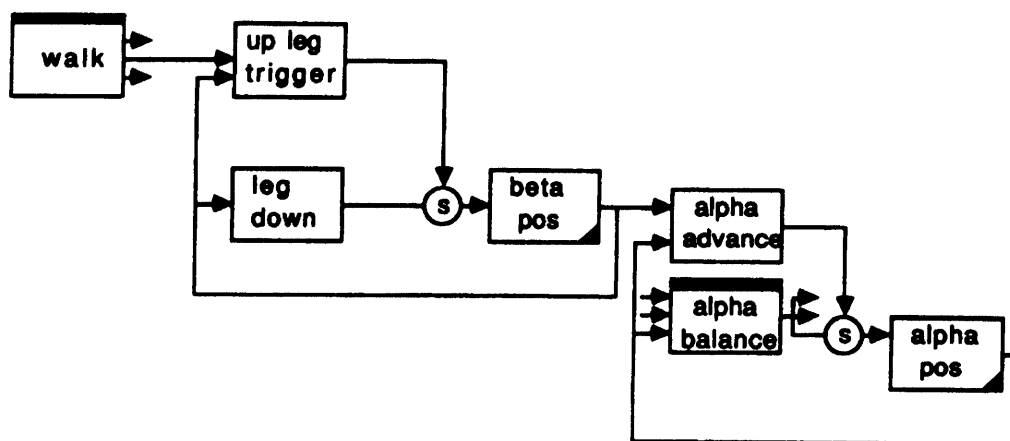 walk
up leg
trigger
leg
down
s
beta
pos
alpha
advance
alpha
balance
s
alpha
pos